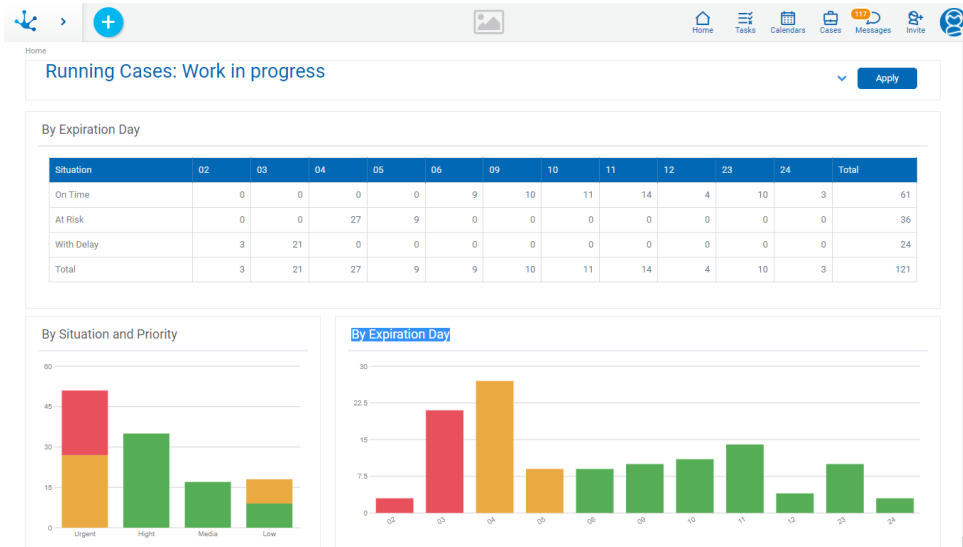 117
Home Tasks Calendars Cases Messages Invite
Home
Running Cases: Work in progress
Apply
By Expiration Day
Situation 02 03 04 05 06 09 10 11 12 23 24 Total
On Time 0 0 0 0 9 10 11 14 4 10 3 61
At Risk 0 0 27 9 0 0 0 0 0 0 0 36
With Delay 3 21 0 0 0 0 0 0 0 0 0 24
Total 3 21 27 9 9 10 11 14 4 10 3 121
By Situation and Priority
60
45
30
15
0
Urgent Hight Media Low
By Expiration Day
30
22.5
15
7.5
0
02 03 04 05 06 09 10 11 12 23 24